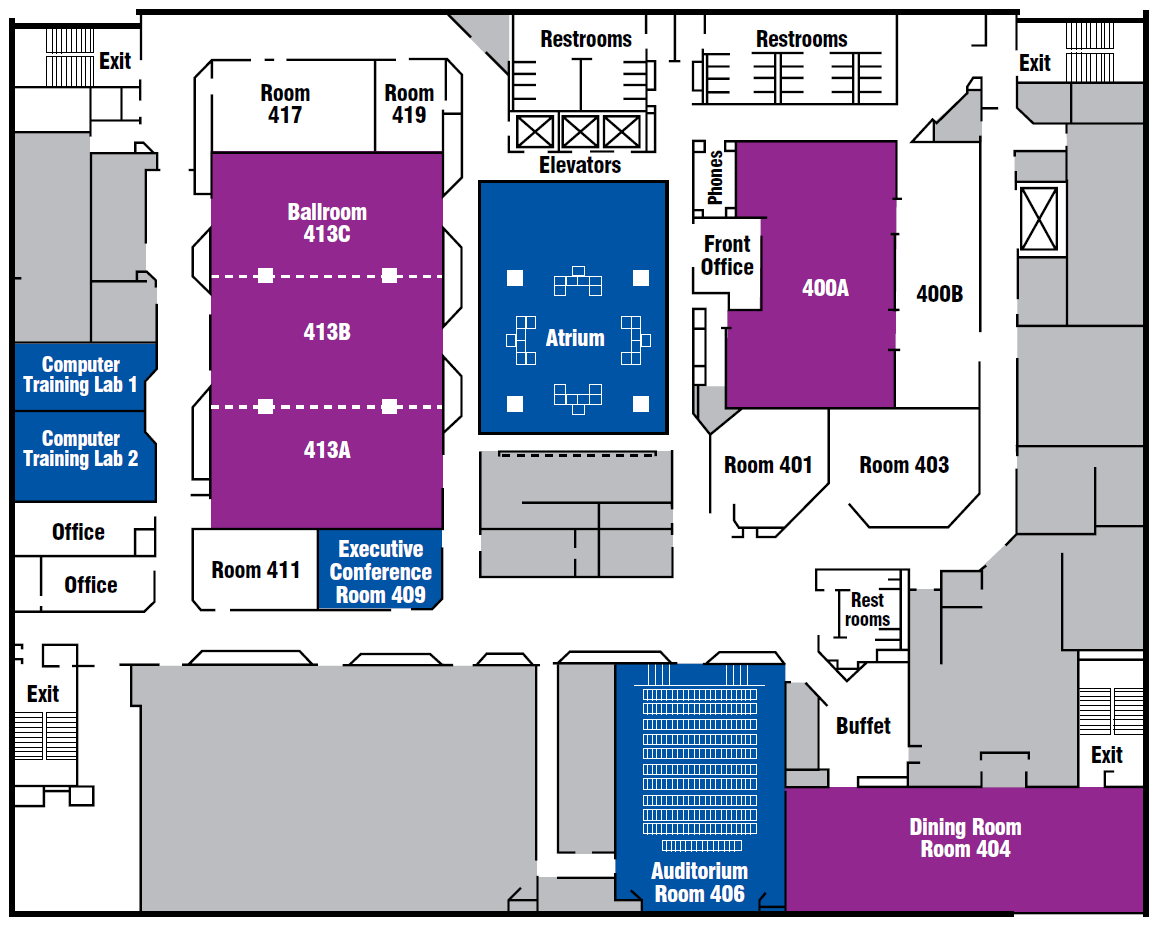 Restrooms
Restrooms
Exit
Exit
Room
417
Room
419
Elevators
Phones
Ballroom
413C
Front
Office
400A
400B
413B
Atrium
Computer
Training Lab 1
Computer
Training Lab 2
413A
Room 401
Room 403
Office
Office
Room 411
Executive
Conference
Room 409
Rest
rooms
Exit
Buffet
Exit
Dining Room
Room 404
Auditorium
Room 406